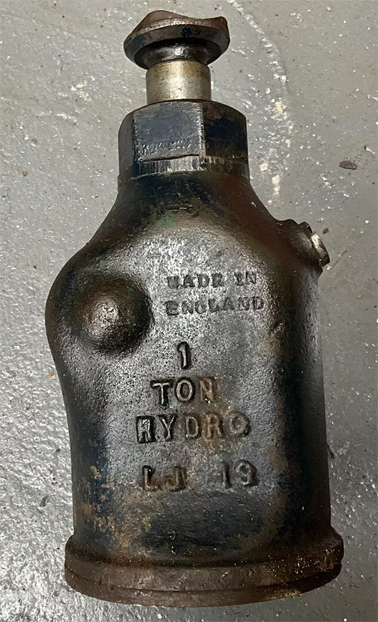 MADE IN
ENGLAND
1
TON
HYDRO
LJ 19